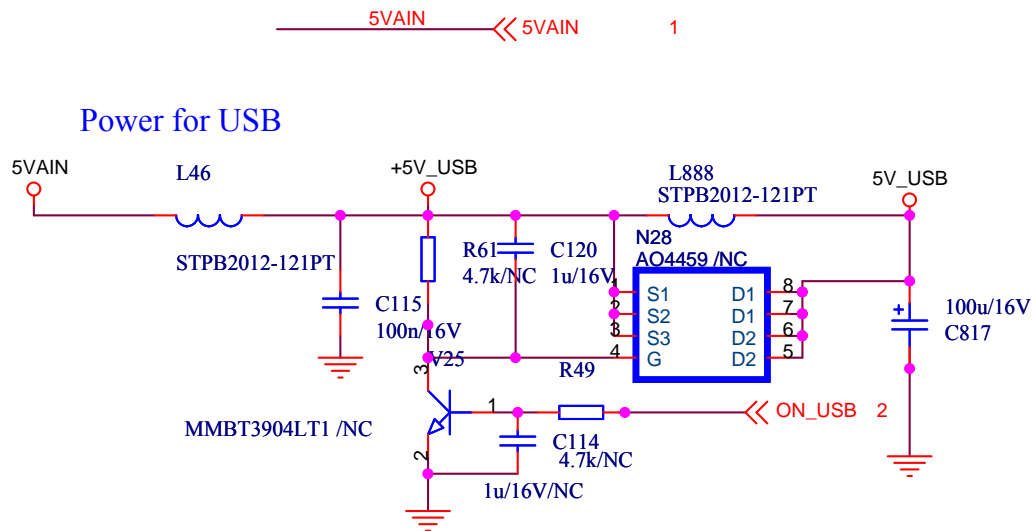 5VAIN
5VAIN 1
Power for USB
5VAIN
L46
+5V_USB
L888
STPB2012-121PT
5V_USB
STPB2012-121PT
R61
4.7k/NC
C120
1u/16V
N28
AO4459 /NC
C115
100n/16V
1 S1 D1 8
2 S2 D1 7
3 S3 D2 6
4 G D2 5
+
100u/16V
C817
V25
3
R49
MMBT3904LT1 /NC
1
ON_USB 2
C114
4.7k/NC
2
1u/16V/NC